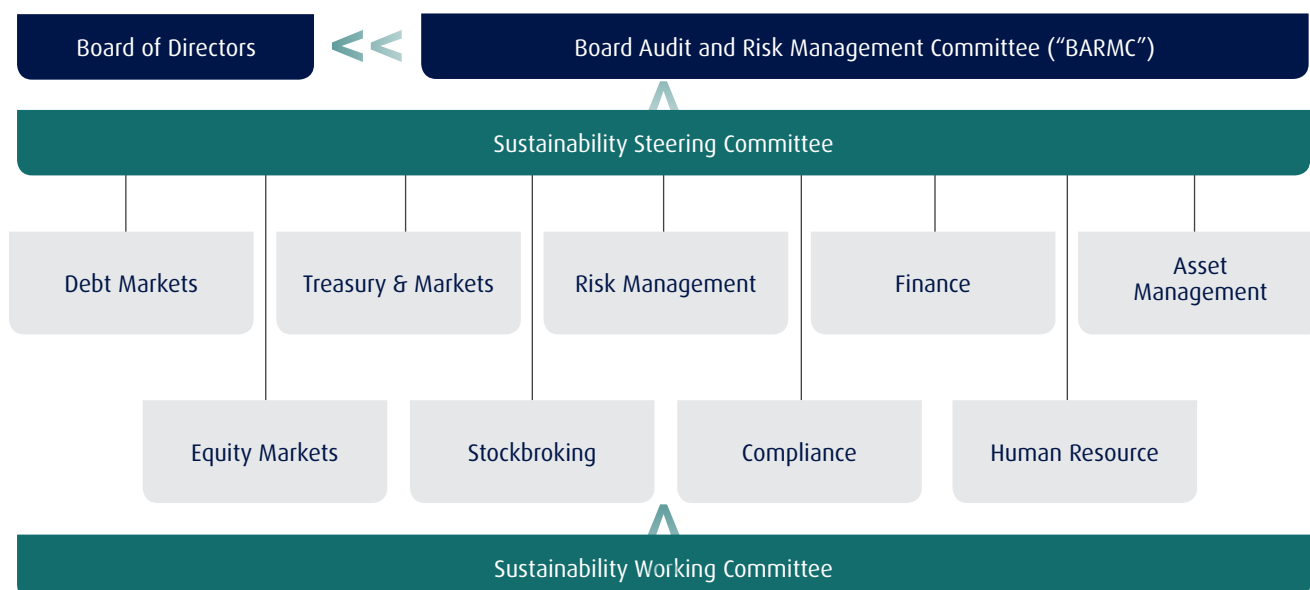 Board of Directors
<<
Board Audit and Risk Management Committee (“BARMC”)
Sustainability Steering Committee
Debt Markets
Treasury & Markets
Risk Management
Finance
Asset
Management
Equity Markets
Stockbroking
Compliance
Human Resource
Sustainability Working Committee